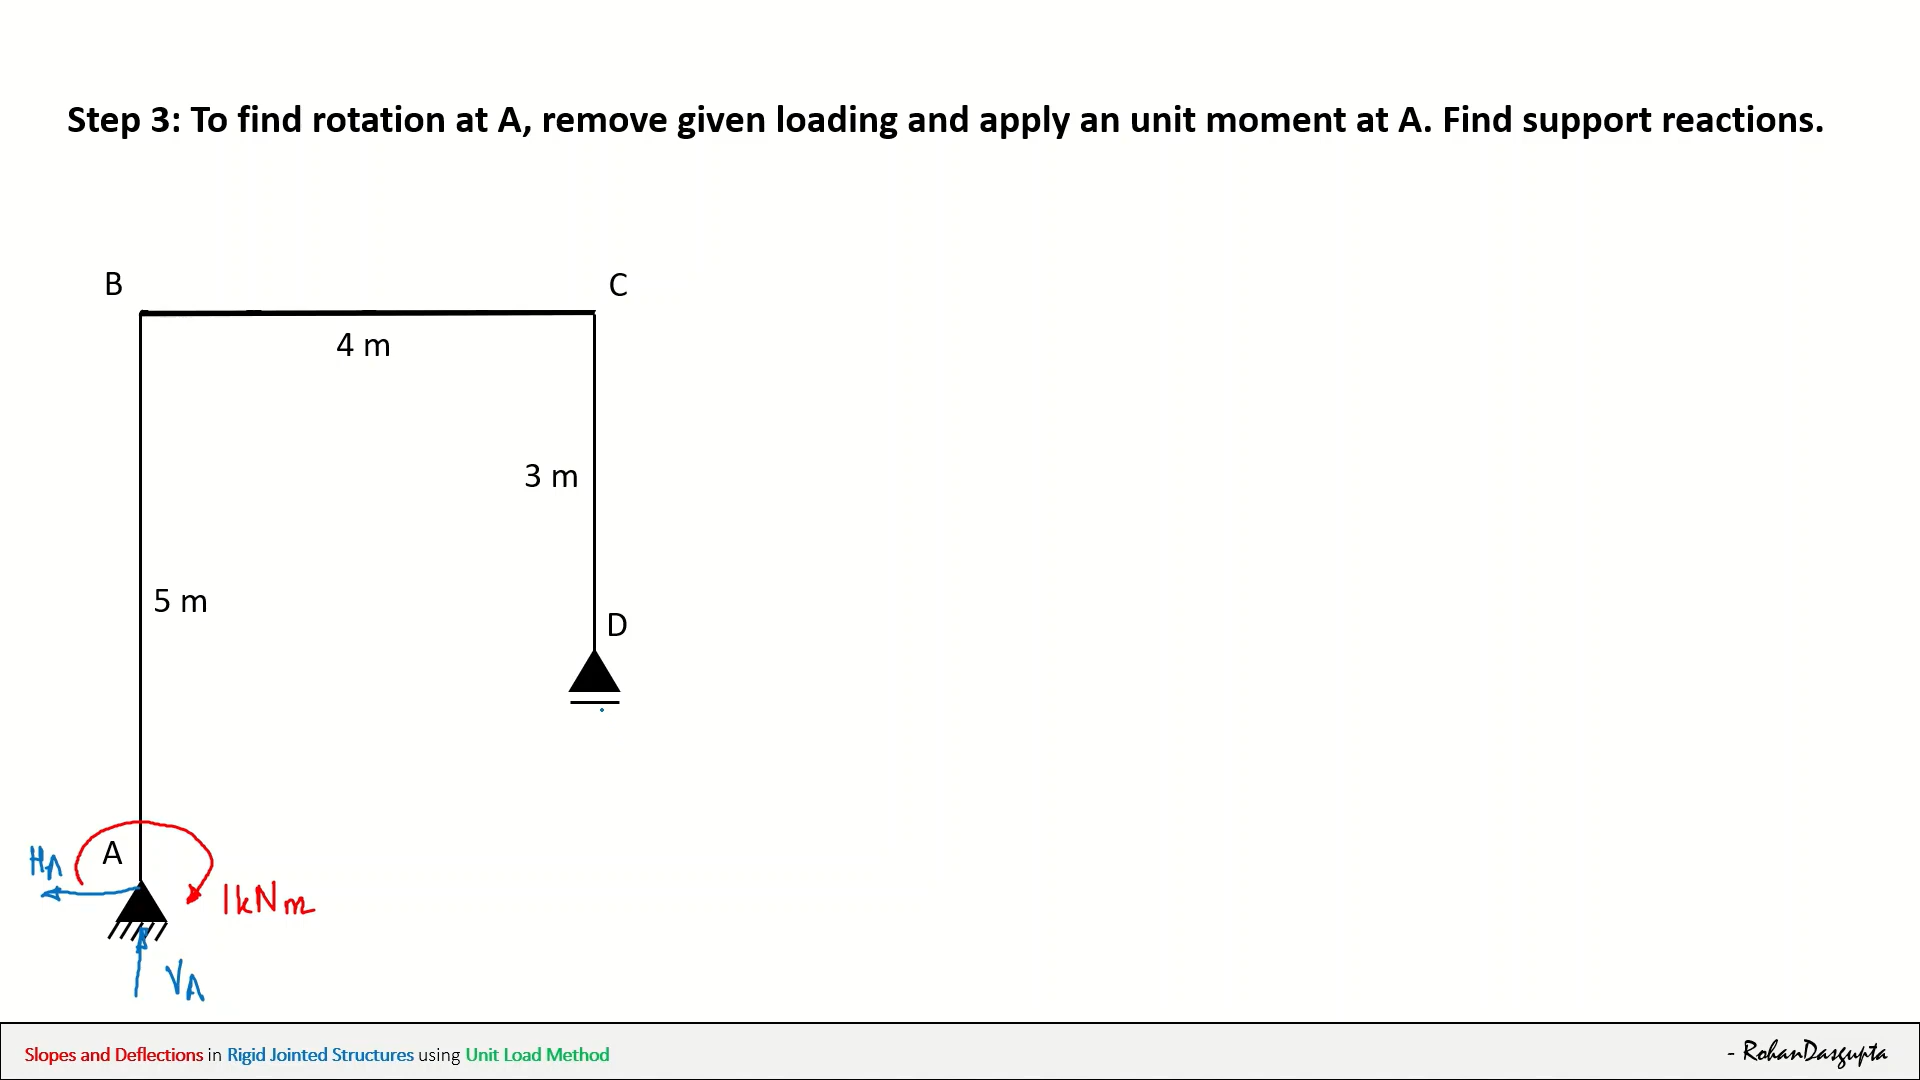 Step 3: To find rotation at A, remove given loading and apply an unit moment at A. Find support reactions.
B
C
4 m
3 m
5 m
D
A
HA
1kNm
VA
Slopes and Deflections in Rigid Jointed Structures using Unit Load Method
- RohanDasgupta